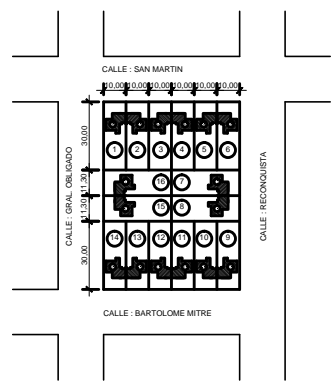 CALLE : SAN MARTIN
10,00 10,00 10,00 10,00 10,00 10,00
30.00
1 2 3 4 5 6
11,30
16 7
11,30
15 8
CALLE : GRAL OBLIGADO
CALLE : RECONQUISTA
30.00
14 13 12 11 10 9
CALLE : BARTOLOME MITRE